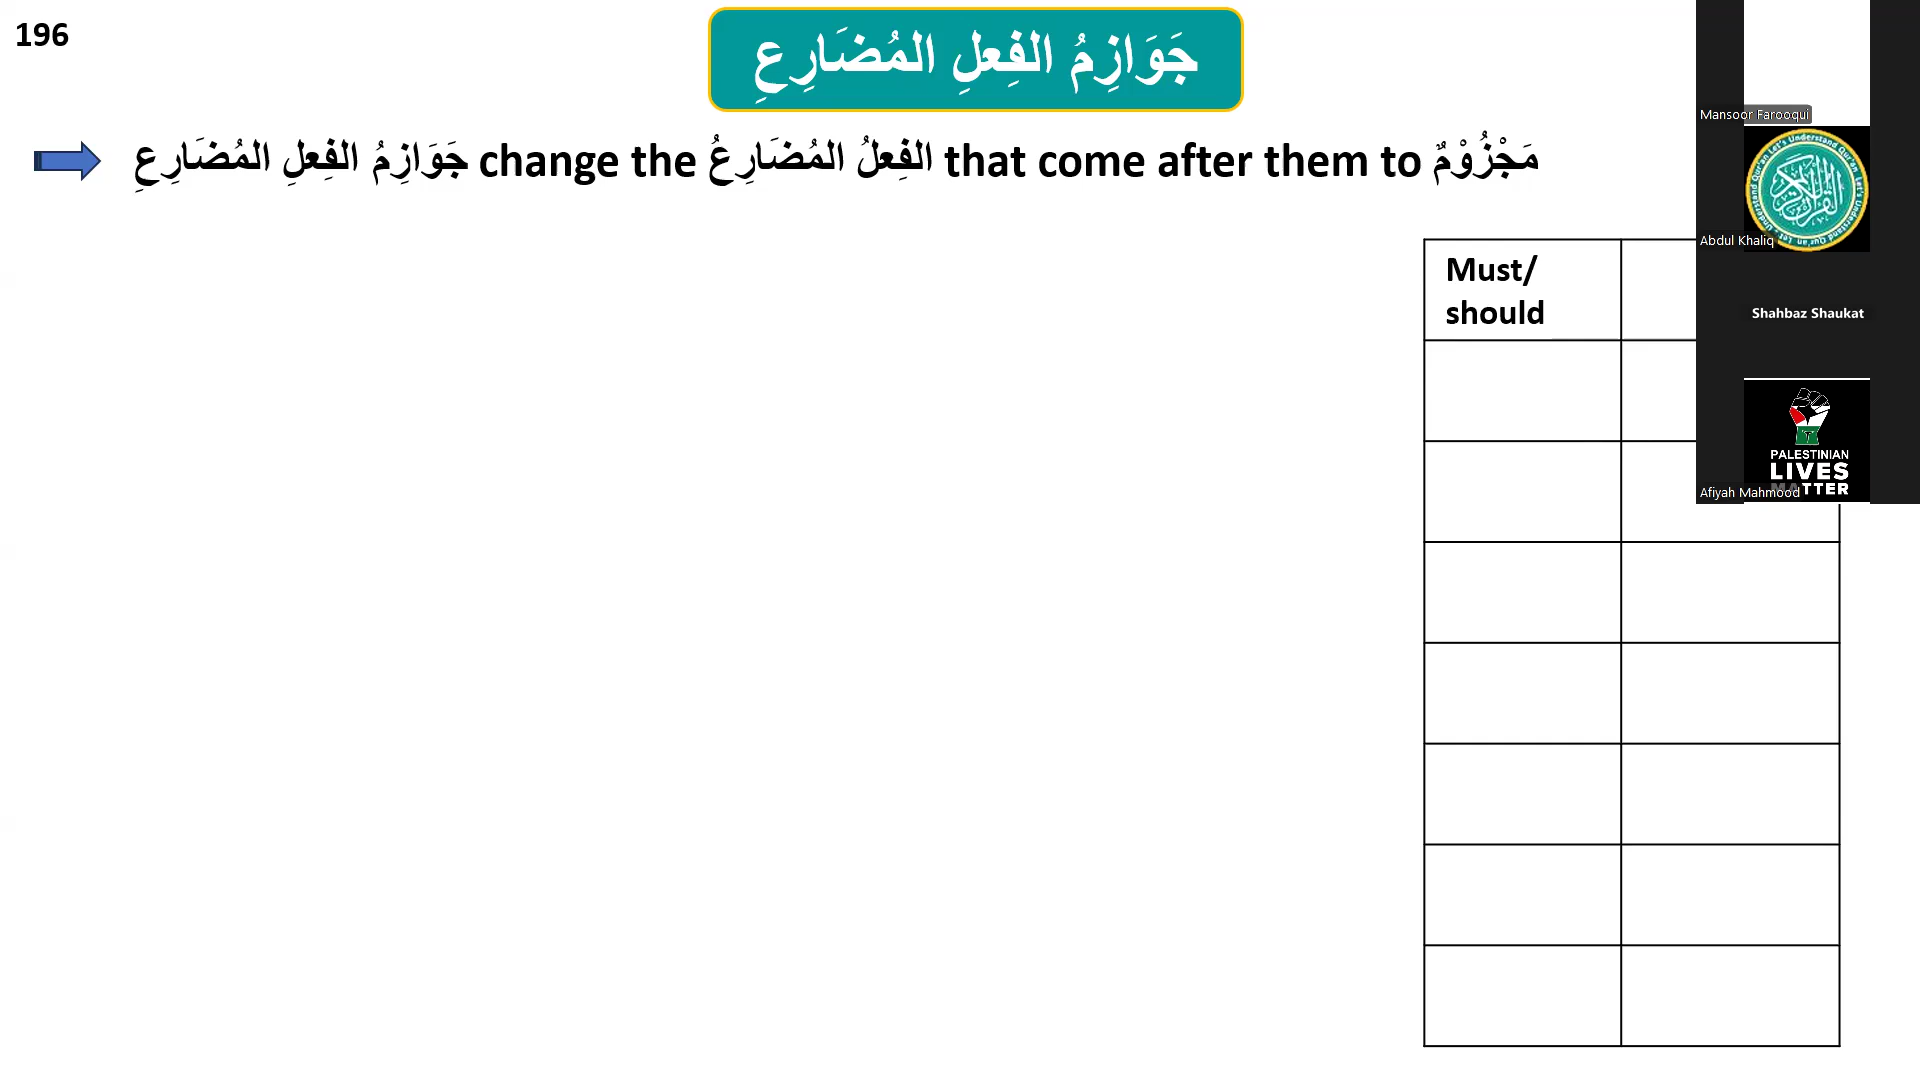 196
جَوَازِمُ الفِعلِ المُضَارِعِ
جَوَازِمُ الفِعلِ المُضَارِعِ change the الفِعلُ المُضَارِعُ that come after them to مَجْزُوْمٌ
Must/
should
Mansoor Farooqui
Abdul Khaliq
Shahbaz Shaukat
PALESTINIAN
LIVES
MATTER
Afiyah Mahmood